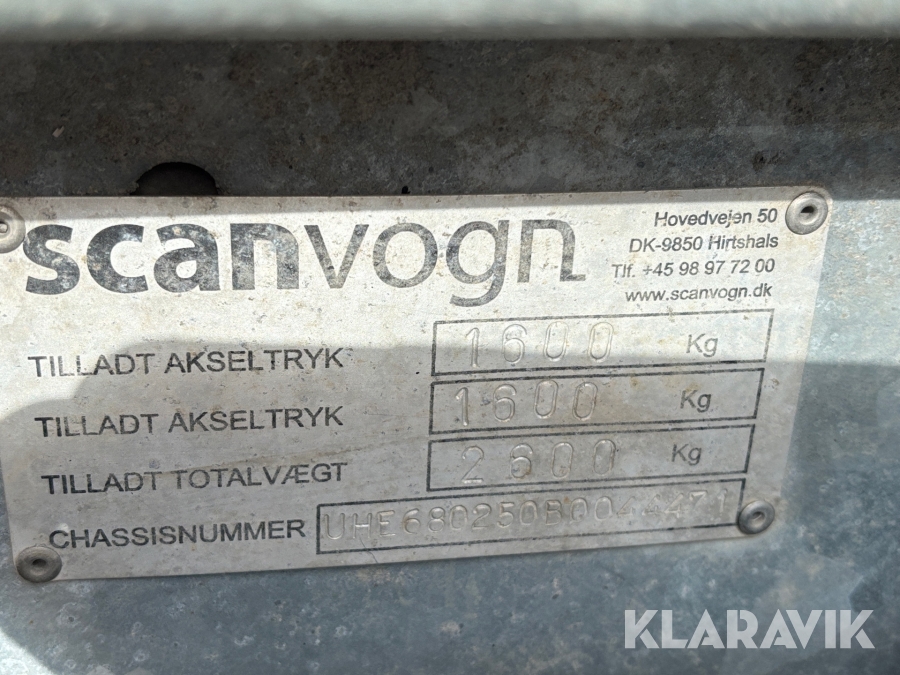 scanvogn
Hovedvejen 50
DK-9850 Hirtshals
Tlf. +45 98 97 72 00
www.scanvogn.dk
TILLADT AKSELTRYK 1600 Kg
TILLADT AKSELTRYK 1600 Kg
TILLADT TOTALVÆGT 2600 Kg
CHASSISNUMMER UHE680250B0044471
KLARAVIK